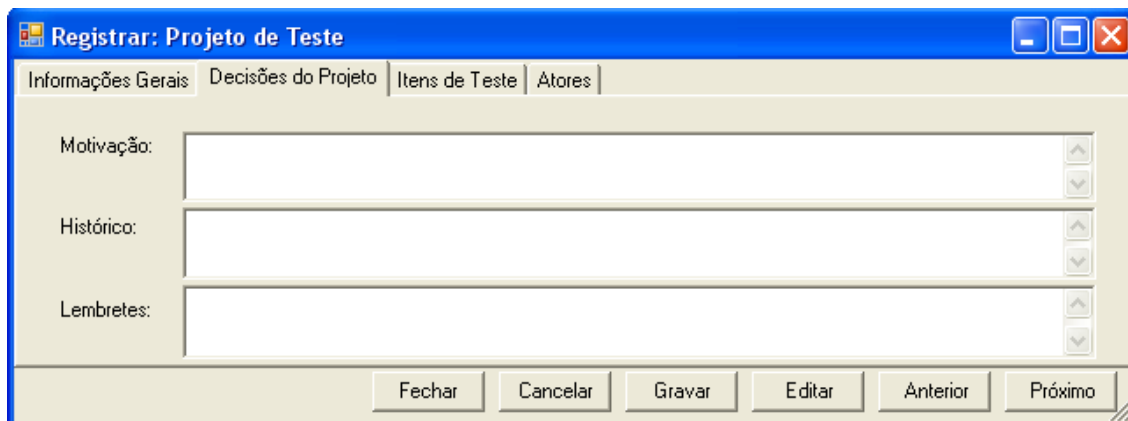 Registrar: Projeto de Teste
Informações Gerais Decisões do Projeto Itens de Teste Atores
Motivação:
Histórico:
Lembretes:
Fechar Cancelar Gravar Editar Anterior Próximo